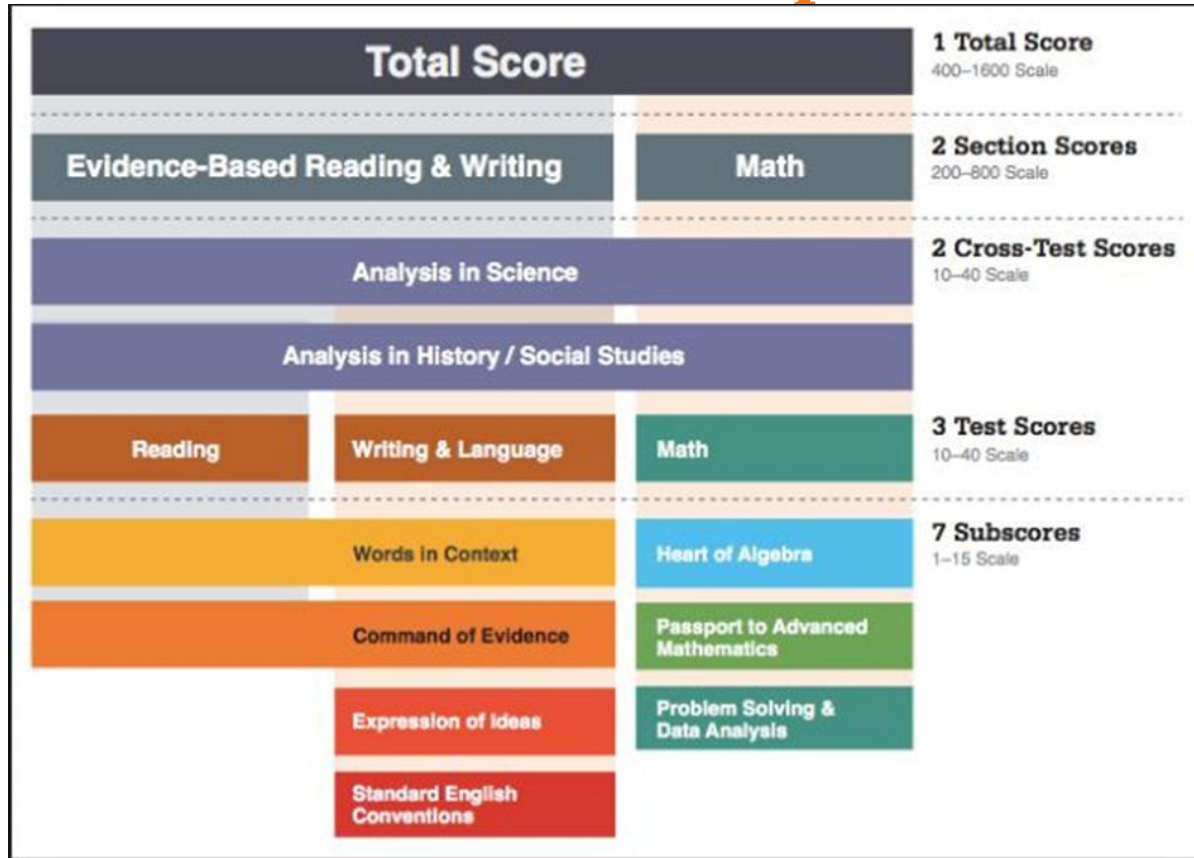 Total Score
1 Total Score
400–1600 Scale
Evidence-Based Reading & Writing
Math
2 Section Scores
200–800 Scale
Analysis in Science
2 Cross-Test Scores
10–40 Scale
Analysis in History / Social Studies
Reading
Writing & Language
Math
3 Test Scores
10–40 Scale
Words in Context
Heart of Algebra
7 Subscores
1–15 Scale
Command of Evidence
Passport to Advanced
Mathematics
Expression of Ideas
Problem Solving &
Data Analysis
Standard English
Conventions